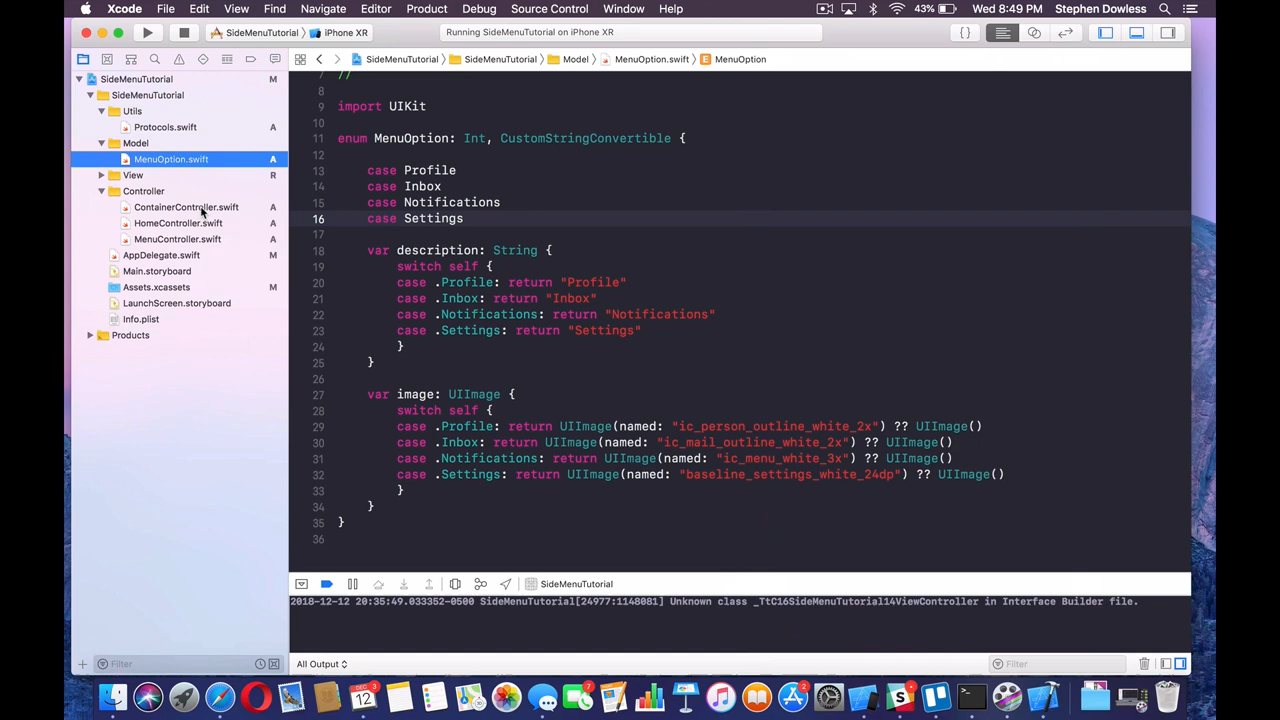 Xcode File Edit View Find Navigate Editor Product Debug Source Control Window Help 43% Wed 8:49 PM Stephen Dowless
SideMenuTutorial iPhone XR Running SideMenuTutorial on iPhone XR {}
SideMenuTutorial SideMenuTutorial Model MenuOption.swift E MenuOption
SideMenuTutorial M
SideMenuTutorial
Utils
Protocols.swift A
Model
MenuOption.swift A
View R
Controller
ContainerController.swift A
HomeController.swift A
MenuController.swift A
AppDelegate.swift M
Main.storyboard
Assets.xcassets M
LaunchScreen.storyboard
Info.plist
Products
7 //
8
9 import UIKit
10
11 enum MenuOption: Int, CustomStringConvertible {
12
13 case Profile
14 case Inbox
15 case Notifications
16 case Settings
17
18 var description: String {
19 switch self {
20 case .Profile: return "Profile"
21 case .Inbox: return "Inbox"
22 case .Notifications: return "Notifications"
23 case .Settings: return "Settings"
24 }
25 }
26
27 var image: UIImage {
28 switch self {
29 case .Profile: return UIImage(named: "ic_person_outline_white_2x") ?? UIImage()
30 case .Inbox: return UIImage(named: "ic_mail_outline_white_2x") ?? UIImage()
31 case .Notifications: return UIImage(named: "ic_menu_white_3x") ?? UIImage()
32 case .Settings: return UIImage(named: "baseline_settings_white_24dp") ?? UIImage()
33 }
34 }
35 }
36
SideMenuTutorial
2018-12-12 20:35:49.033352-0500 SideMenuTutorial[24977:1148081] Unknown class _TtC16SideMenuTutorial14ViewController in Interface Builder file.
Filter All Output Filter
DEC 12 3 7